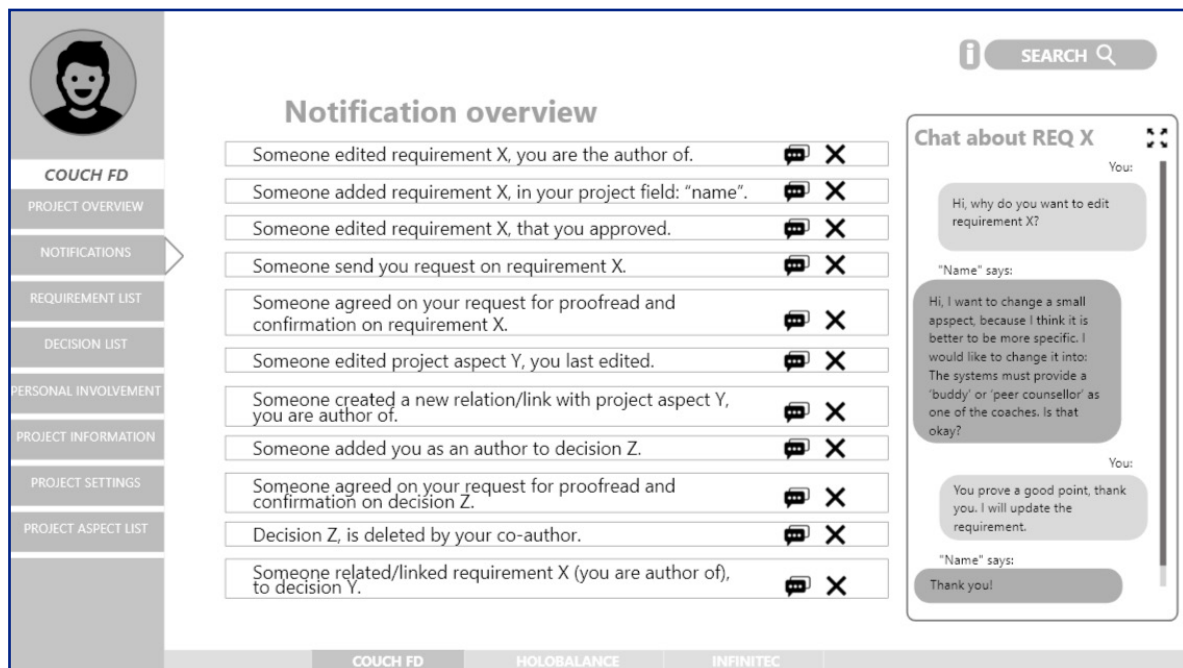 COUCH FD
PROJECT OVERVIEW
NOTIFICATIONS
REQUIREMENT LIST
DECISION LIST
PERSONAL INVOLVEMENT
PROJECT INFORMATION
PROJECT SETTINGS
PROJECT ASPECT LIST
i
SEARCH
Notification overview
Someone edited requirement X, you are the author of.
Someone added requirement X, in your project field: “name”.
Someone edited requirement X, that you approved.
Someone send you request on requirement X.
Someone agreed on your request for proofread and
confirmation on requirement X.
Someone edited project aspect Y, you last edited.
Someone created a new relation/link with project aspect Y,
you are author of.
Someone added you as an author to decision Z.
Someone agreed on your request for proofread and
confirmation on decision Z.
Decision Z, is deleted by your co-author.
Someone related/linked requirement X (you are author of),
to decision Y.
Chat about REQ X
You:
Hi, why do you want to edit
requirement X?
"Name" says:
Hi, I want to change a small
apspect, because I think it is
better to be more specific. I
would like to change it into:
The systems must provide a
‘buddy’ or ‘peer counsellor’ as
one of the coaches. Is that
okay?
You:
You prove a good point, thank
you. I will update the
requirement.
"Name" says:
Thank you!
COUCH FD
HOLOBALANCE
INFINITEC